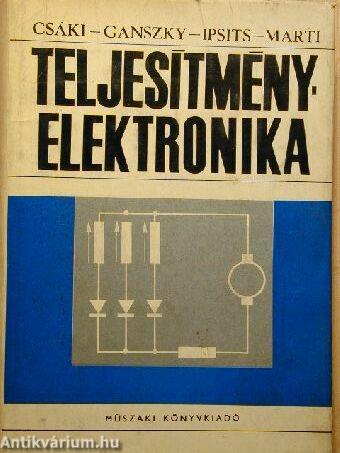 CSÁKI – GANSZKY – IPSITS – MARTI
TELJESÍTMÉNY-
ELEKTRONIKA
MŰSZAKI KÖNYVKIADÓ
Antikvárium.hu